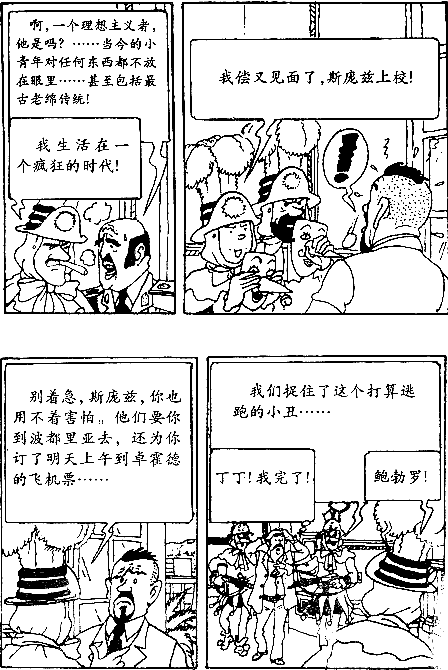 啊，一个理想主义者，
他是吗？……当今的小
青年对任何东西都不放
在眼里……甚至包括最
古老绵传统！
我生活在一
个疯狂的时代！
我偿又见面了，斯庞兹上校！
!
别着急，斯庞兹，你也
用不着害怕。他们要你
到波都里亚去，还为你
订了明天上午到卓霍德
的飞机票……
我们捉住了这个打算逃
跑的小丑……
丁丁！我完了！
鲍勃罗！